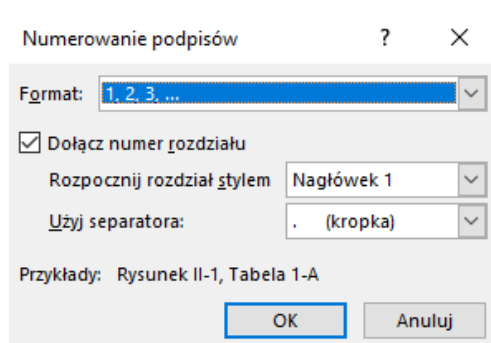 Numerowanie podpisów ?
Format: 1, 2, 3, ...
Dołącz numer rozdziału
Rozpocznij rozdział stylem Nagłówek 1
Użyj separatora: . (kropka)
Przykłady: Rysunek II-1, Tabela 1-A
OK Anuluj